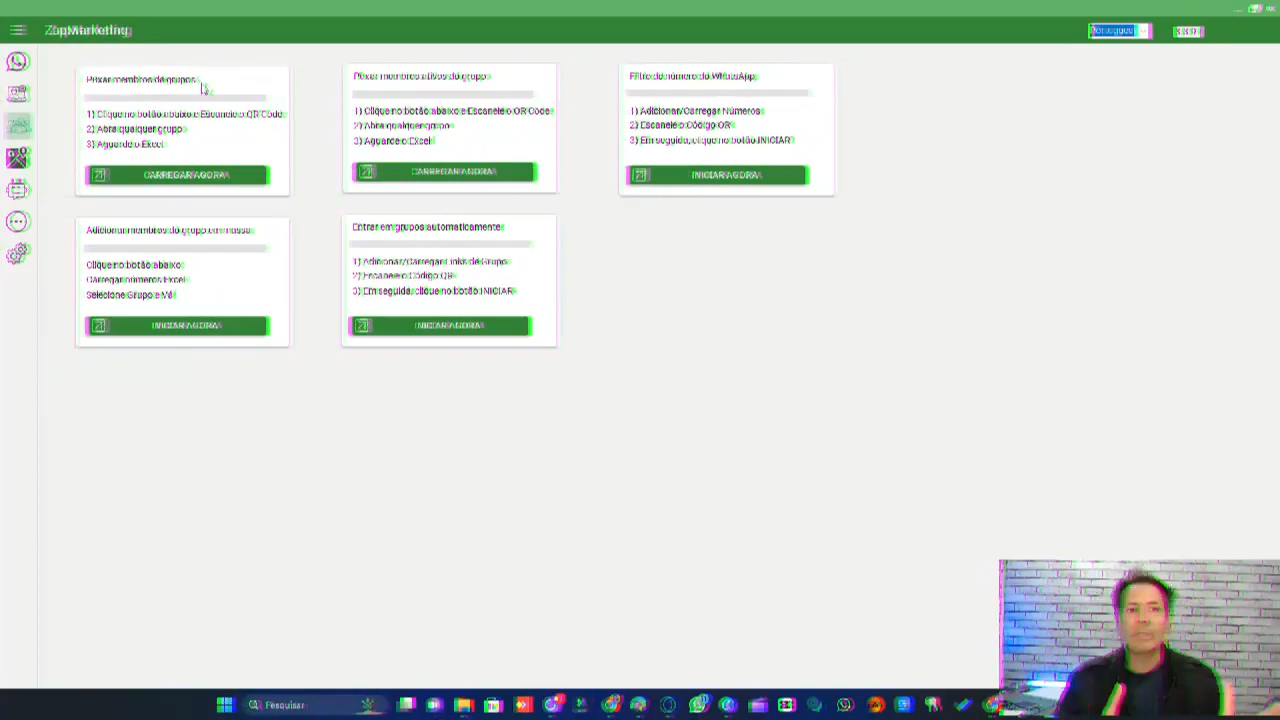 ZapMarketing
Portugues
Puxar membros de grupos
1) Clique no botão abaixo e Escaneie o QR Code
2) Abra qualquer grupo
3) Aguarde o Excel
CARREGAR AGORA
Puxar membros ativos do grupo
1) Clique no botão abaixo e Escaneie o QR Code
2) Abra qualquer grupo
3) Aguarde o Excel
CARREGAR AGORA
Filtro de número do WhatsApp
1) Adicionar/Carregar Números
2) Escaneie o Código QR
3) Em seguida, clique no botão INICIAR
INICIAR AGORA
Adicionar membros do grupo em massa
Clique no botão abaixo
Carregar números Excel
Selecione Grupo e Vá
INICIAR AGORA
Entrar em grupos automaticamente
1) Adicionar/Carregar Links de Grupo
2) Escaneie o Código QR
3) Em seguida, clique no botão INICIAR
INICIAR AGORA
Pesquisar